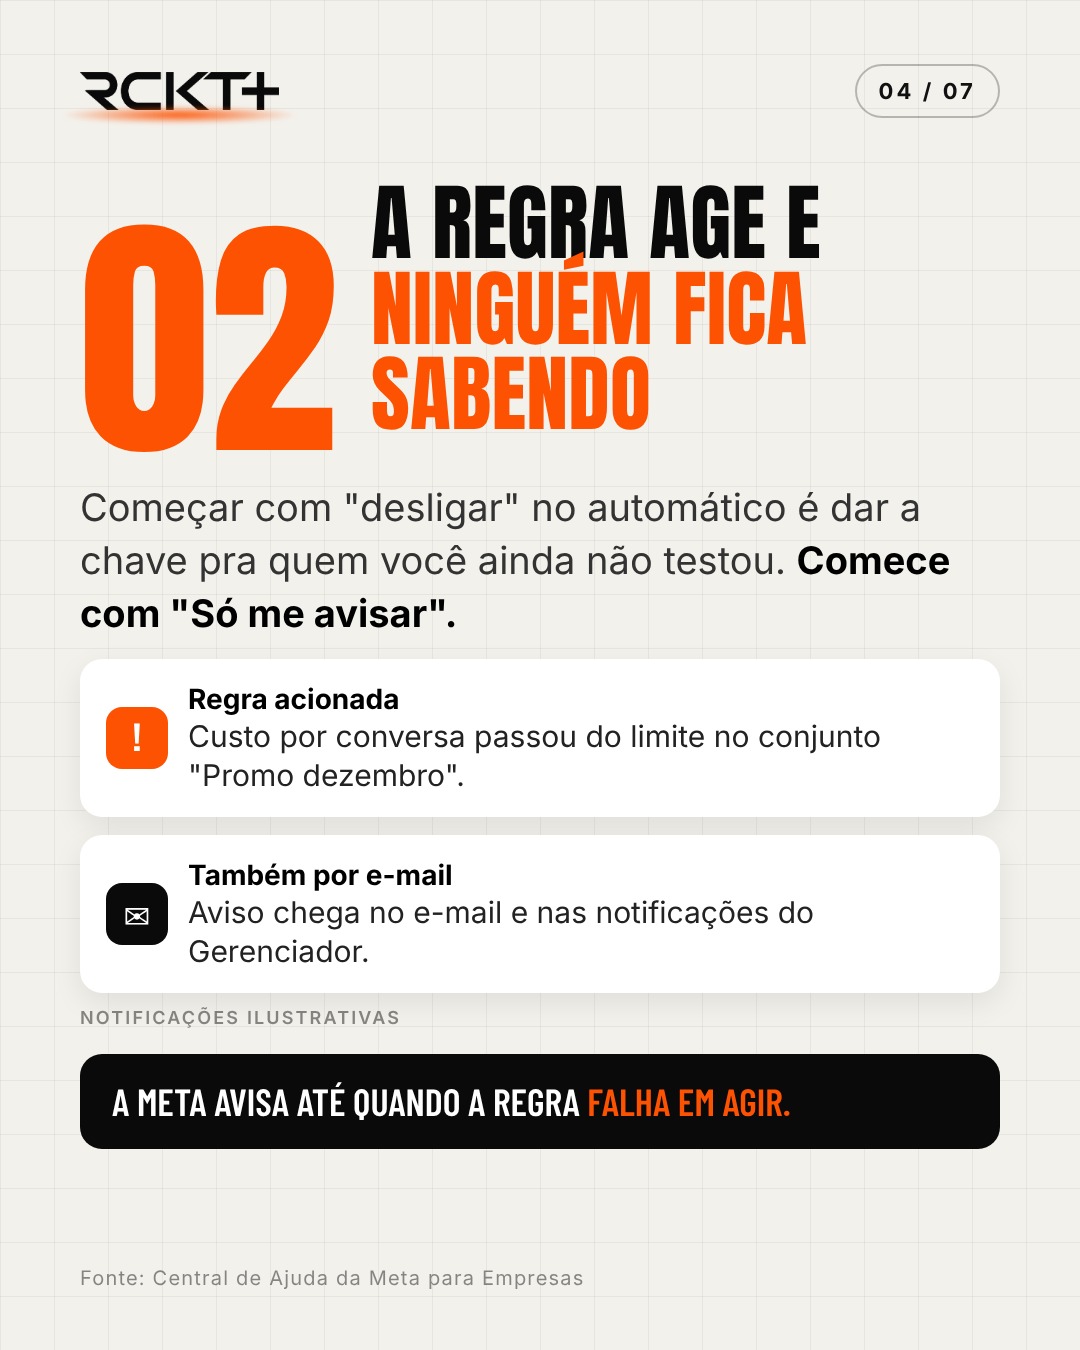 RCKT+
04 / 07
02
A REGRA AGE E
NINGUÉM FICA
SABENDO
Começar com "desligar" no automático é dar a
chave pra quem você ainda não testou. Comece
com "Só me avisar".
!
Regra acionada
Custo por conversa passou do limite no conjunto
"Promo dezembro".
Também por e-mail
Aviso chega no e-mail e nas notificações do
Gerenciador.
NOTIFICAÇÕES ILUSTRATIVAS
A META AVISA ATÉ QUANDO A REGRA FALHA EM AGIR.
Fonte: Central de Ajuda da Meta para Empresas